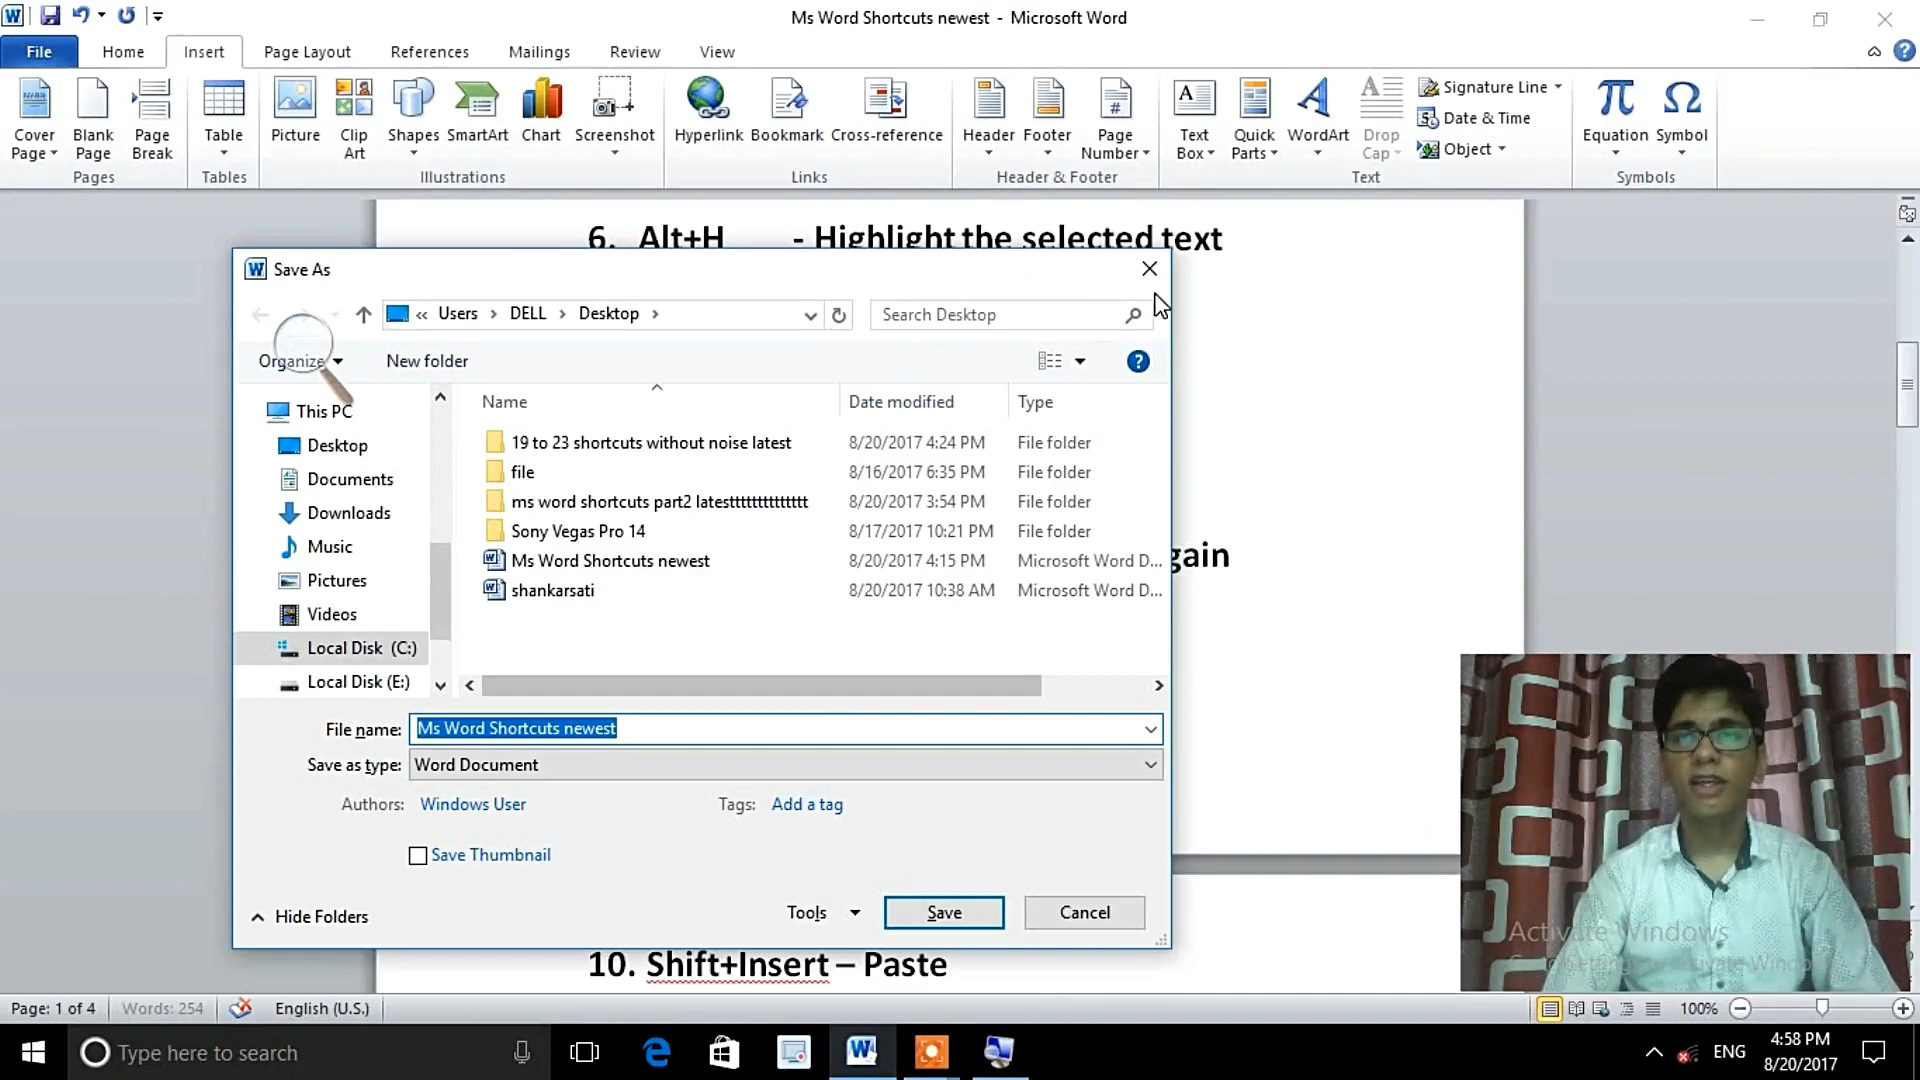 Ms Word Shortcuts newest - Microsoft Word
File Home Insert Page Layout References Mailings Review View
Cover Page
Blank Page
Page Break
Pages
Table
Tables
Picture
Clip Art
Shapes
SmartArt
Chart
Screenshot
Illustrations
Hyperlink
Bookmark
Cross-reference
Links
Header
Footer
Page Number
Header & Footer
Text Box
Quick Parts
WordArt
Drop Cap
Signature Line
Date & Time
Object
Text
Equation
Symbol
Symbols
6. Alt+H - Highlight the selected text
Save As
« Users > DELL > Desktop >
Search Desktop
Organize New folder
This PC
Desktop
Documents
Downloads
Music
Pictures
Videos
Local Disk (C:)
Local Disk (E:)
Name Date modified Type
19 to 23 shortcuts without noise latest 8/20/2017 4:24 PM File folder
file 8/16/2017 6:35 PM File folder
ms word shortcuts part2 latestttttttttttttt 8/20/2017 3:54 PM File folder
Sony Vegas Pro 14 8/17/2017 10:21 PM File folder
Ms Word Shortcuts newest 8/20/2017 4:15 PM Microsoft Word D...
shankarsati 8/20/2017 10:38 AM Microsoft Word D...
gain
File name: Ms Word Shortcuts newest
Save as type: Word Document
Authors: Windows User Tags: Add a tag
Save Thumbnail
Hide Folders Tools Save Cancel
Activate Windows
10. Shift+Insert – Paste
Page: 1 of 4 Words: 254 English (U.S.) 100%
Type here to search
ENG
4:58 PM
8/20/2017